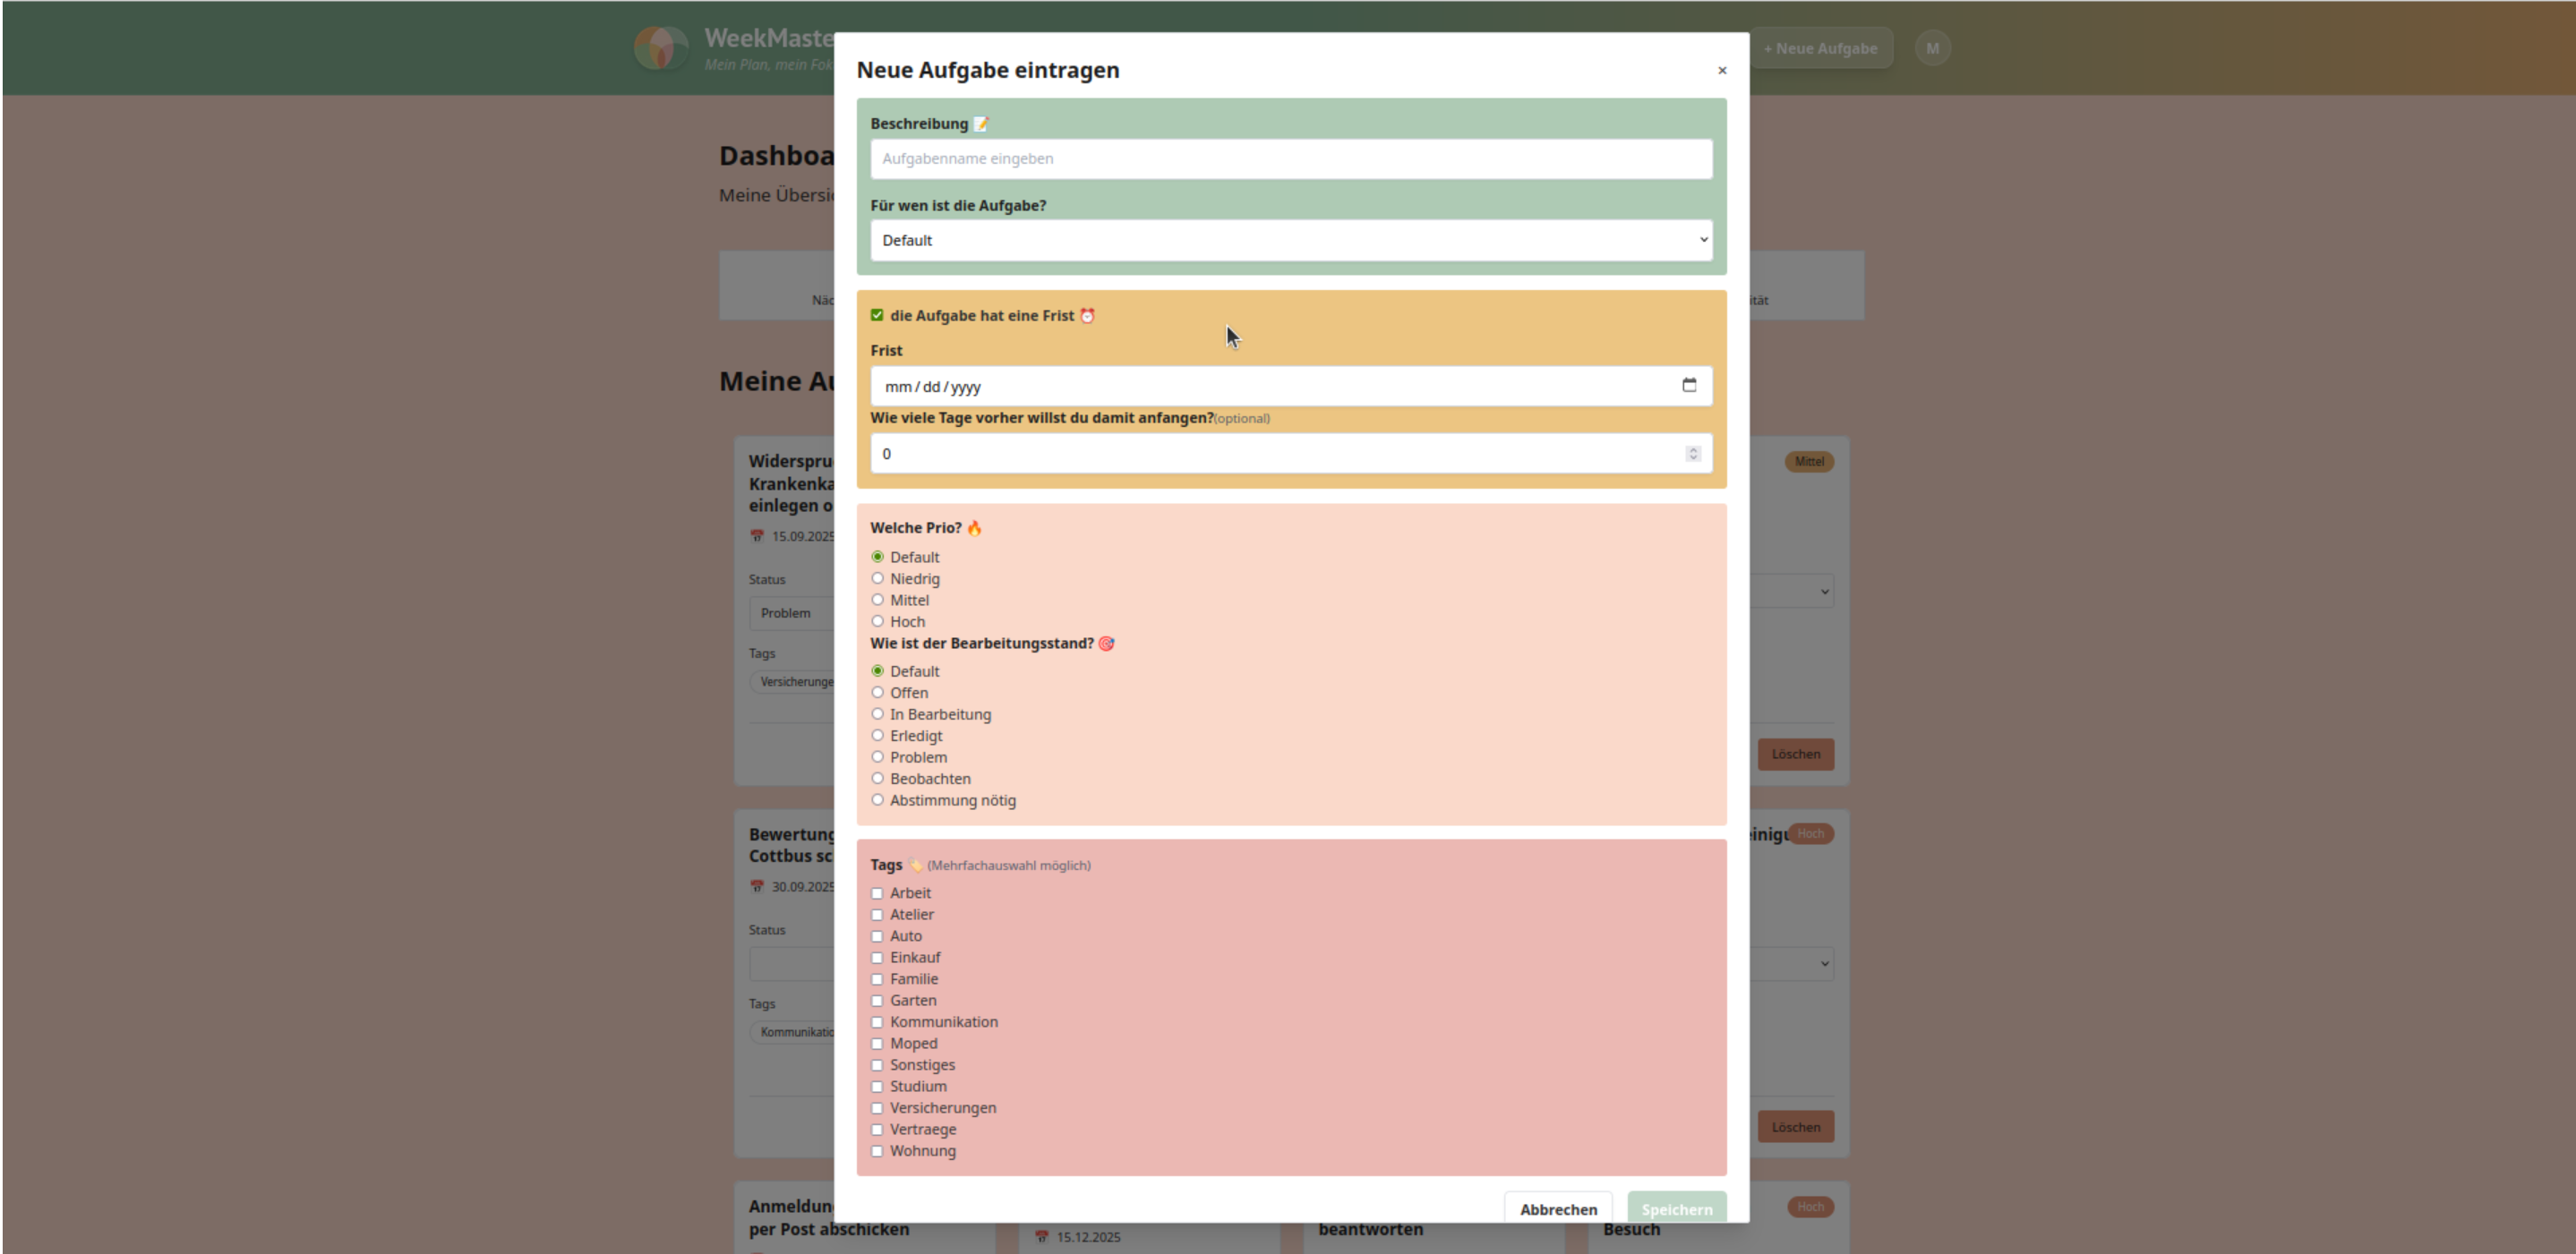 WeekMaste
Mein Plan, mein Fok
+ Neue Aufgabe
M
Dashboa
Meine Übersi
Näc
ität
Meine Au
Neue Aufgabe eintragen
×
Beschreibung 📝
Aufgabenname eingeben
Für wen ist die Aufgabe?
Default
die Aufgabe hat eine Frist ⏰
Frist
mm / dd / yyyy
Wie viele Tage vorher willst du damit anfangen?(optional)
0
Welche Prio? 🔥
Default
Niedrig
Mittel
Hoch
Wie ist der Bearbeitungsstand? 🎯
Default
Offen
In Bearbeitung
Erledigt
Problem
Beobachten
Abstimmung nötig
Tags 🏷️ (Mehrfachauswahl möglich)
Arbeit
Atelier
Auto
Einkauf
Familie
Garten
Kommunikation
Moped
Sonstiges
Studium
Versicherungen
Vertraege
Wohnung
Abbrechen
Speichern
Widerspru
Krankenka
einlegen o
15.09.2025
Status
Problem
Tags
Versicherunge
Mittel
Löschen
Bewertung
Cottbus sc
30.09.2025
Status
Tags
Kommunikatio
einigu
Hoch
Löschen
Anmeldun
per Post abschicken
15.12.2025
beantworten
Hoch
Besuch